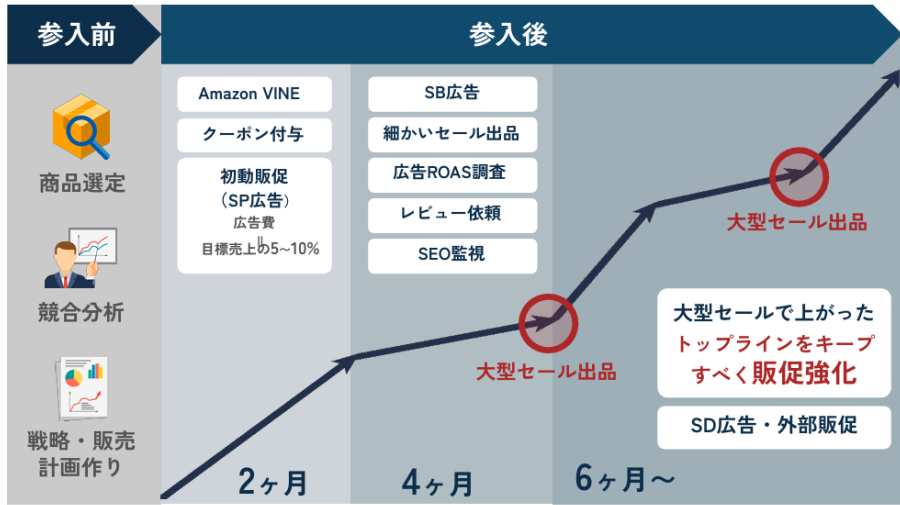 参入前
参入後
商品選定
競合分析
戦略・販売
計画作り
Amazon VINE
クーポン付与
初動販促
（SP広告）
広告費
＝
目標売上の5~10%
2ヶ月
SB広告
細かいセール出品
広告ROAS調査
レビュー依頼
SEO監視
4ヶ月
大型セール出品
大型セール出品
大型セールで上がった
トップラインをキープ
すべく販促強化
SD広告・外部販促
6ヶ月〜